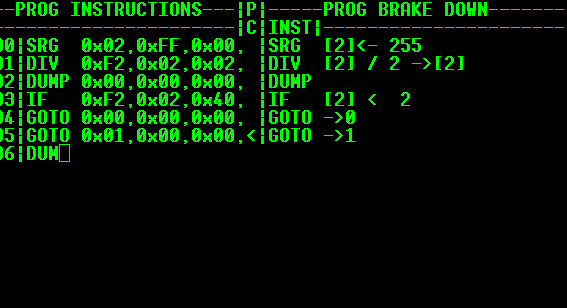 --PROG INSTRUCTIONS---|P|------PROG BRAKE DOWN-------
------------------------|C|INST|--------------------------
00|SRG 0x02,0xFF,0x00, |SRG [2]<- 255
01|DIV 0xF2,0x02,0x02, |DIV [2] / 2 ->[2]
02|DUMP 0x00,0x00,0x00, |DUMP
03|IF 0xF2,0x02,0x40, |IF [2] < 2
04|GOTO 0x00,0x00,0x00, |GOTO ->0
05|GOTO 0x01,0x00,0x00,<|GOTO ->1
06|DUM